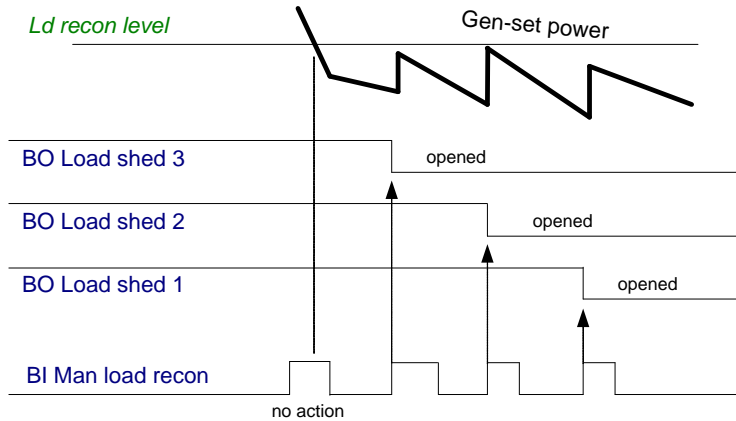 Ld recon level
Gen-set power
BO Load shed 3
opened
BO Load shed 2
opened
BO Load shed 1
opened
BI Man load recon
no action